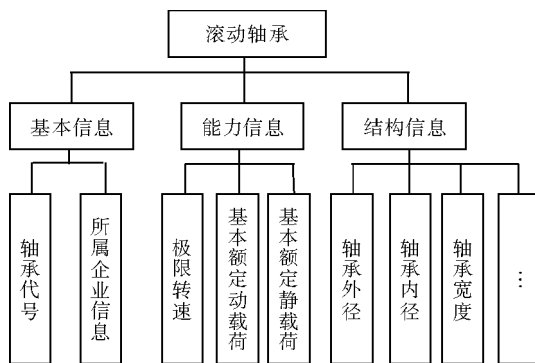 滚动轴承
基本信息
能力信息
结构信息
轴承代号
所属企业信息
极限转速
基本额定动载荷
基本额定静载荷
轴承外径
轴承内径
轴承宽度
…